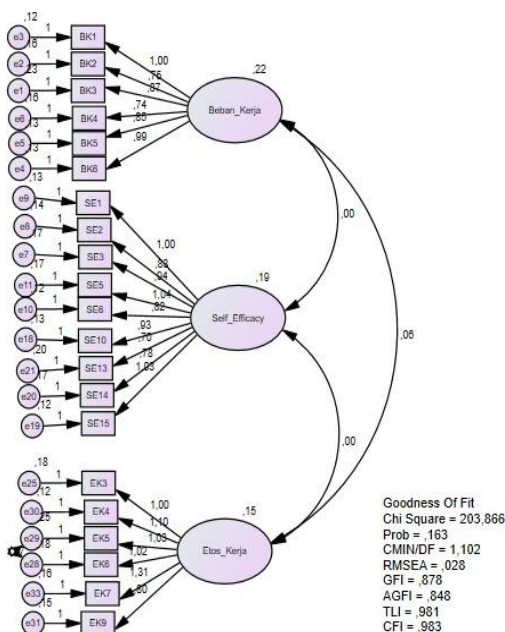 ,12
e3 1 BK1
,16
e2 1 BK2
,23
e1 1 BK3
,16
e6 1 BK4
,13
e5 1 BK5
,13
e4 1 BK6
1,00
,75
,87
,74
,85
,99
,22
Beban_Kerja
,13
e9 1 SE1
,14
e8 1 SE2
,17
e7 1 SE3
,17
e11 1 SE5
,12
e10 1 SE6
,13
e18 1 SE10
,20
e21 1 SE13
,17
e20 1 SE14
,12
e19 1 SE15
1,00
,88
,94
1,04
,82
,93
,70
,78
1,03
,19
Self_Efficacy
,00
,06
,00
,18
e25 1 EK3
,12
e30 1 EK4
,25
e29 1 EK5
,18
e28 1 EK6
,16
e33 1 EK7
,15
e31 1 EK9
1,00
1,10
1,03
1,02
1,31
,80
,15
Etos_Kerja
Goodness Of Fit
Chi Square = 203,866
Prob = ,163
CMIN/DF = 1,102
RMSEA = ,028
GFI = ,878
AGFI = ,848
TLI = ,981
CFI = ,983